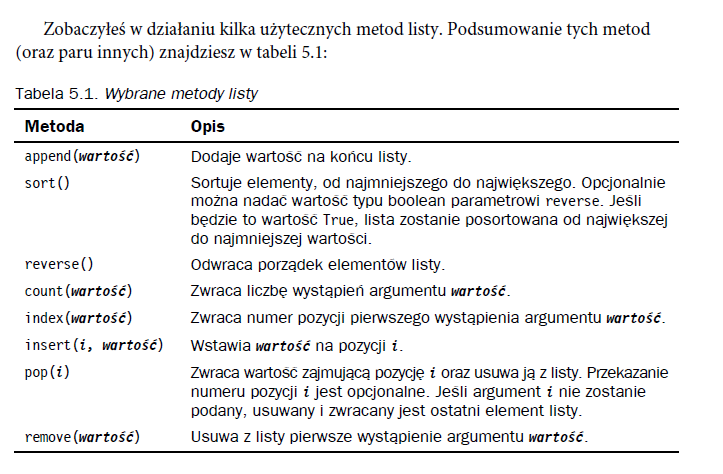 Zobaczyłeś w działaniu kilka użytecznych metod listy. Podsumowanie tych metod
(oraz paru innych) znajdziesz w tabeli 5.1:
Tabela 5.1. Wybrane metody listy
Metoda Opis
append(wartość) Dodaje wartość na końcu listy.
sort() Sortuje elementy, od najmniejszego do największego. Opcjonalnie
można nadać wartość typu boolean parametrowi reverse. Jeśli
będzie to wartość True, lista zostanie posortowana od największej
do najmniejszej wartości.
reverse() Odwraca porządek elementów listy.
count(wartość) Zwraca liczbę wystąpień argumentu wartość.
index(wartość) Zwraca numer pozycji pierwszego wystąpienia argumentu wartość.
insert(i, wartość) Wstawia wartość na pozycji i.
pop(i) Zwraca wartość zajmującą pozycję i oraz usuwa ją z listy. Przekazanie
numeru pozycji i jest opcjonalne. Jeśli argument i nie zostanie
podany, usuwany i zwracany jest ostatni element listy.
remove(wartość) Usuwa z listy pierwsze wystąpienie argumentu wartość.